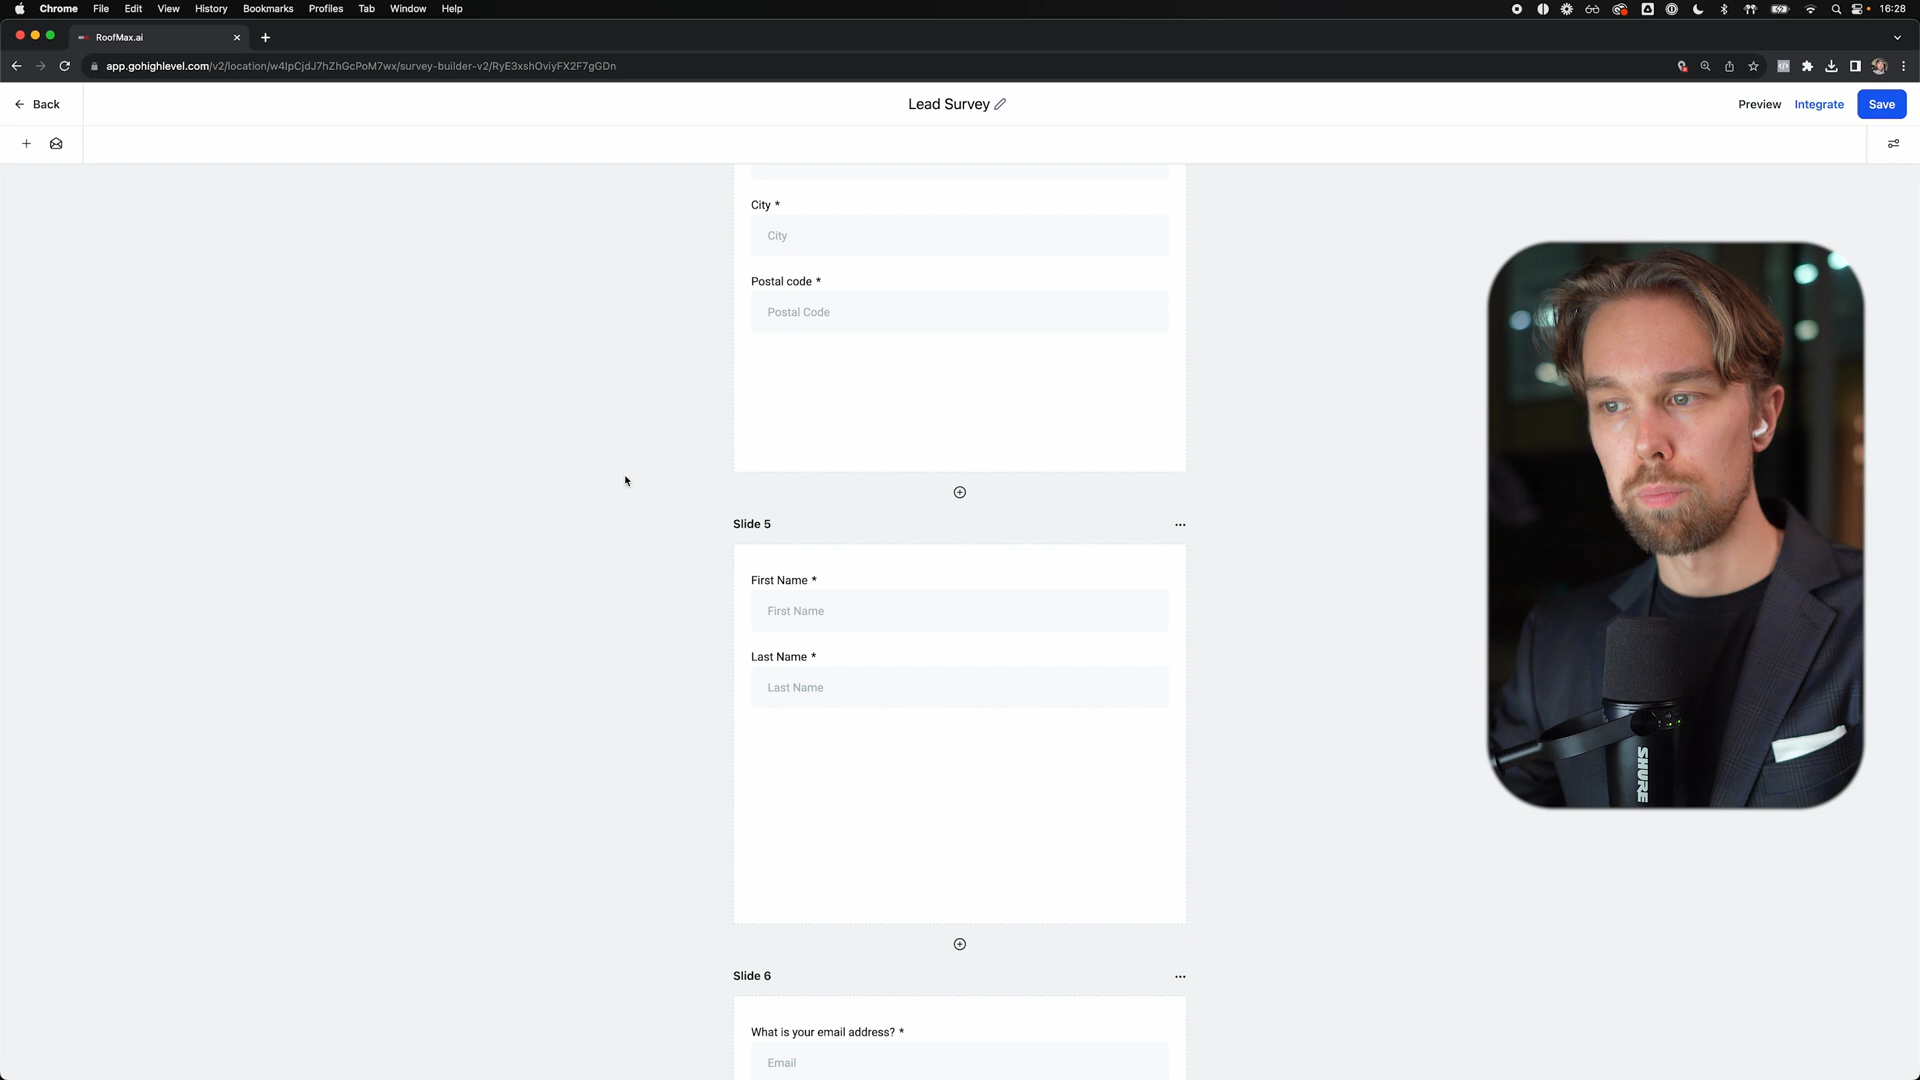 Chrome File Edit View History Bookmarks Profiles Tab Window Help 16:28
RoofMax.ai
app.gohighlevel.com/v2/location/w4IpCjdJ7hZhGcPoM7wx/survey-builder-v2/RyE3xshOviyFX2F7gGDn
Back
Lead Survey
Preview Integrate Save
City *
City
Postal code *
Postal Code
Slide 5
First Name *
First Name
Last Name *
Last Name
SHURE
Slide 6
What is your email address? *
Email